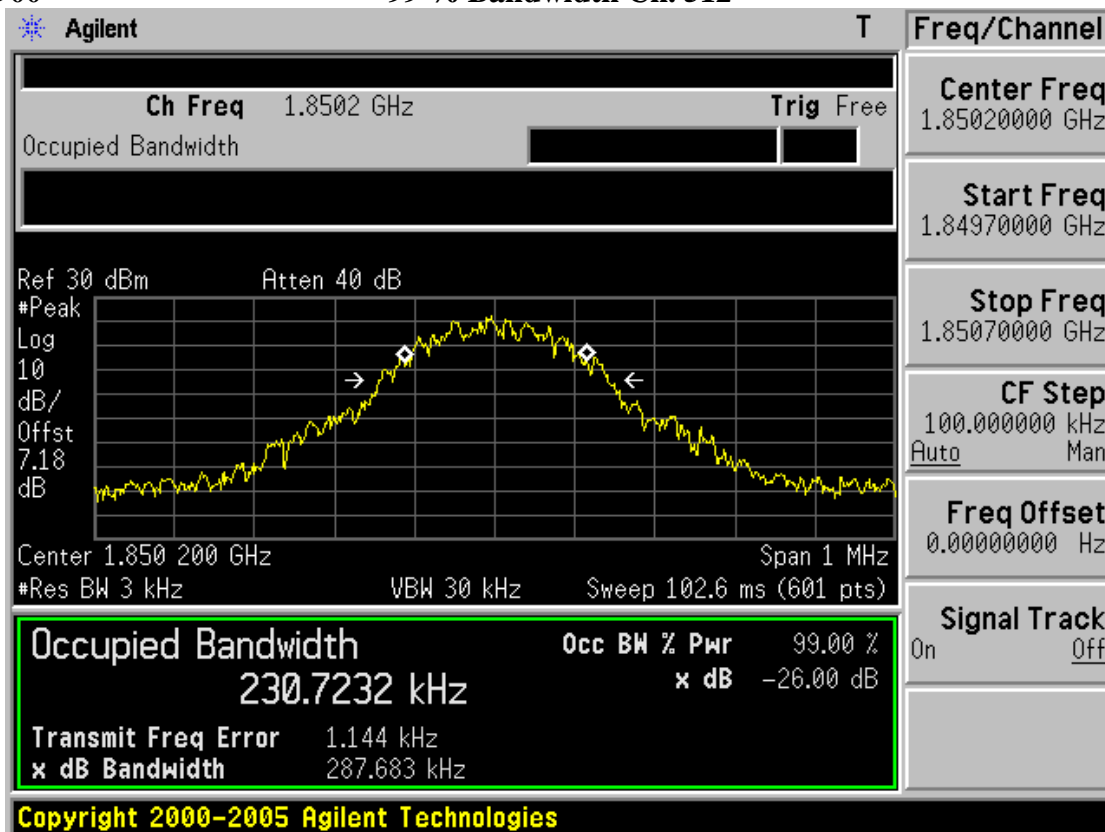 Agilent T
Freq/Channel
Ch Freq 1.8502 GHz Trig Free
Occupied Bandwidth
Center Freq
1.85020000 GHz
Start Freq
1.84970000 GHz
Stop Freq
1.85070000 GHz
CF Step
100.000000 kHz
Auto Man
Freq Offset
0.00000000 Hz
Signal Track
On Off
Ref 30 dBm Atten 40 dB
#Peak
Log
10
dB/
Offst
7.18
dB
Center 1.850 200 GHz Span 1 MHz
#Res BW 3 kHz VBW 30 kHz Sweep 102.6 ms (601 pts)
Occupied Bandwidth Occ BW % Pwr 99.00 %
230.7232 kHz x dB -26.00 dB
Transmit Freq Error 1.144 kHz
x dB Bandwidth 287.683 kHz
Copyright 2000-2005 Agilent Technologies